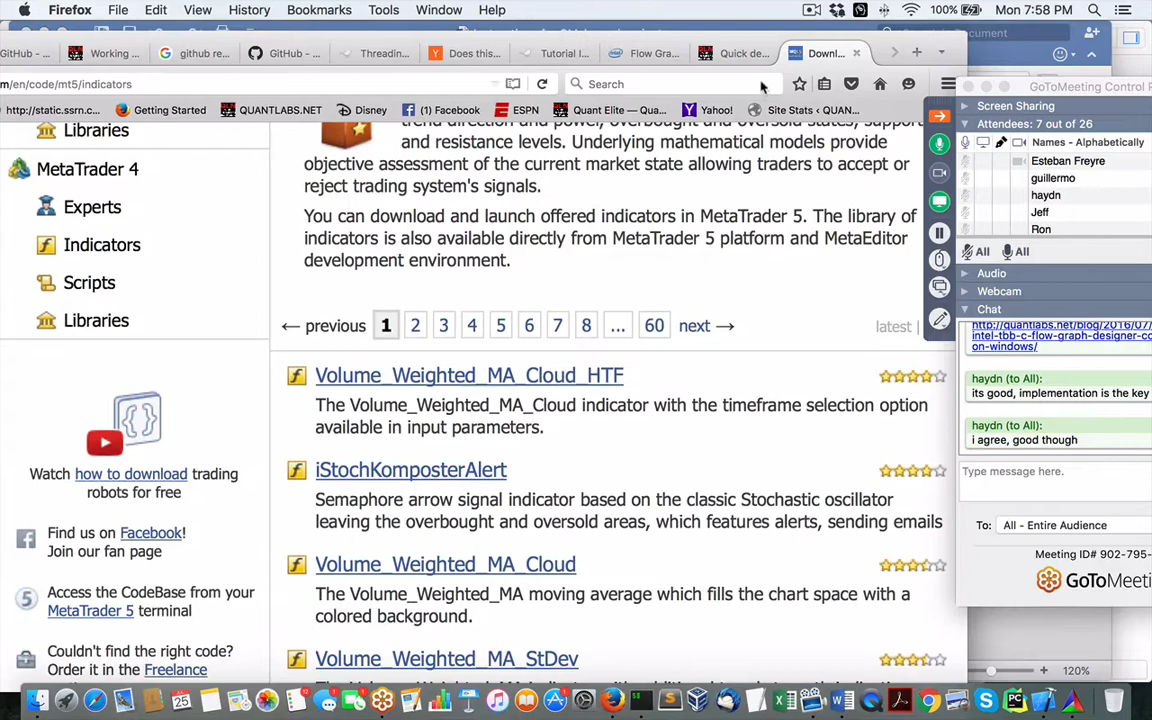 Firefox File Edit View History Bookmarks Tools Window Help 100% Mon 7:58 PM
GitHub - ... Working ... github re... GitHub - ... Threadin... Does this... Tutorial I... Flow Gra... Quick de... Downl...
m/en/code/mt5/indicators
Search
http://static.ssrn.c... Getting Started QUANTLABS.NET Disney (1) Facebook ESPN Quant Elite — Qua... Yahoo! Site Stats ‹ QUAN...
Libraries
MetaTrader 4
Experts
Indicators
Scripts
Libraries
Watch how to download trading
robots for free
Find us on Facebook!
Join our fan page
Access the CodeBase from your
MetaTrader 5 terminal
Couldn't find the right code?
Order it in the Freelance
trend direction and power, overbought and oversold states, support
and resistance levels. Underlying mathematical models provide
objective assessment of the current market state allowing traders to accept or
reject trading system's signals.
You can download and launch offered indicators in MetaTrader 5. The library of
indicators is also available directly from MetaTrader 5 platform and MetaEditor
development environment.
← previous 1 2 3 4 5 6 7 8 ... 60 next →
latest |
Volume_Weighted_MA_Cloud_HTF
The Volume_Weighted_MA_Cloud indicator with the timeframe selection option
available in input parameters.
iStochKomposterAlert
Semaphore arrow signal indicator based on the classic Stochastic oscillator
leaving the overbought and oversold areas, which features alerts, sending emails
Volume_Weighted_MA_Cloud
The Volume_Weighted_MA moving average which fills the chart space with a
colored background.
Volume_Weighted_MA_StDev
GoToMeeting Control P
Screen Sharing
Attendees: 7 out of 26
Names - Alphabetically
Esteban Freyre
guillermo
haydn
Jeff
Ron
All All
Audio
Webcam
Chat
http://quantlabs.net/blog/2016/07/
intel-tbb-c-flow-graph-designer-co
on-windows/
haydn (to All):
its good, implementation is the key
haydn (to All):
i agree, good though
Type message here.
To: All - Entire Audience
Meeting ID# 902-795-
GoToMeeti
120%